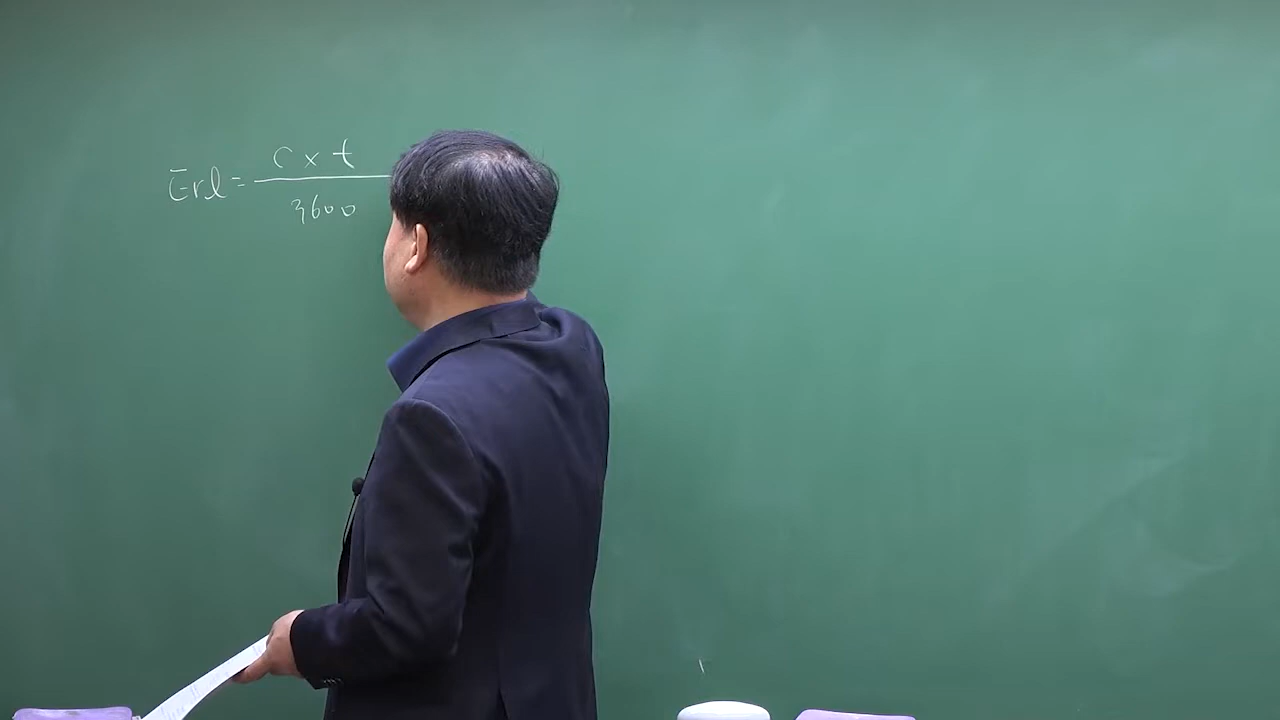 Erl = c × t / 3600